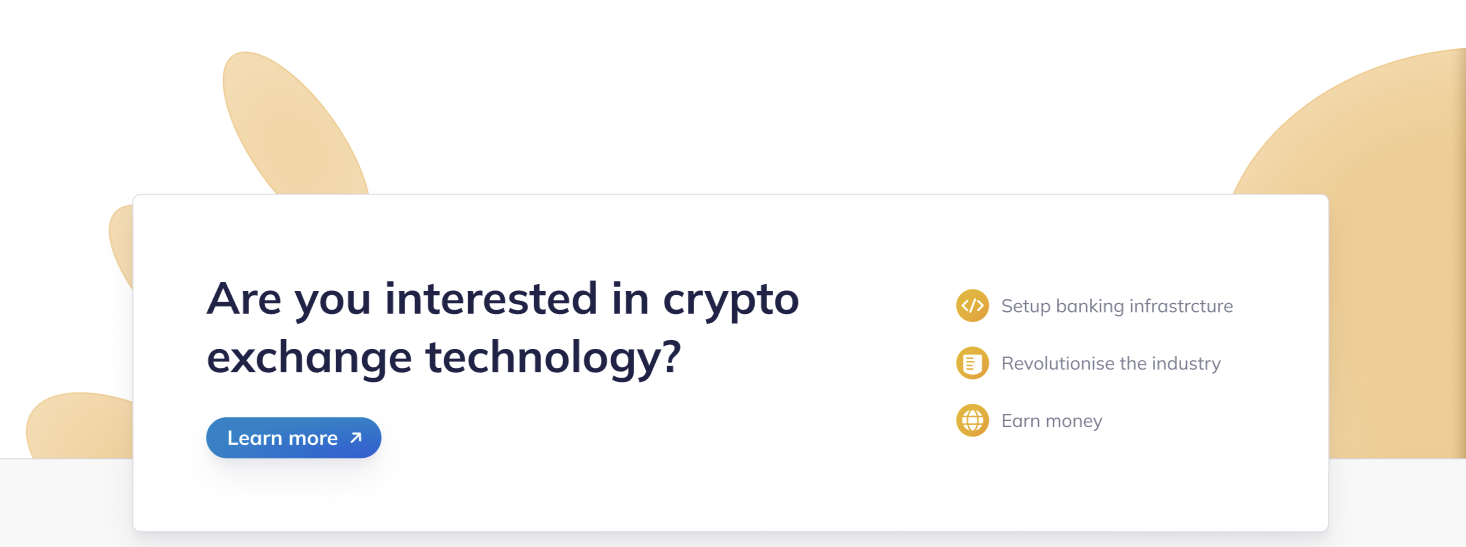 Are you interested in crypto
exchange technology?
Learn more
Setup banking infrastrcture
Revolutionise the industry
Earn money